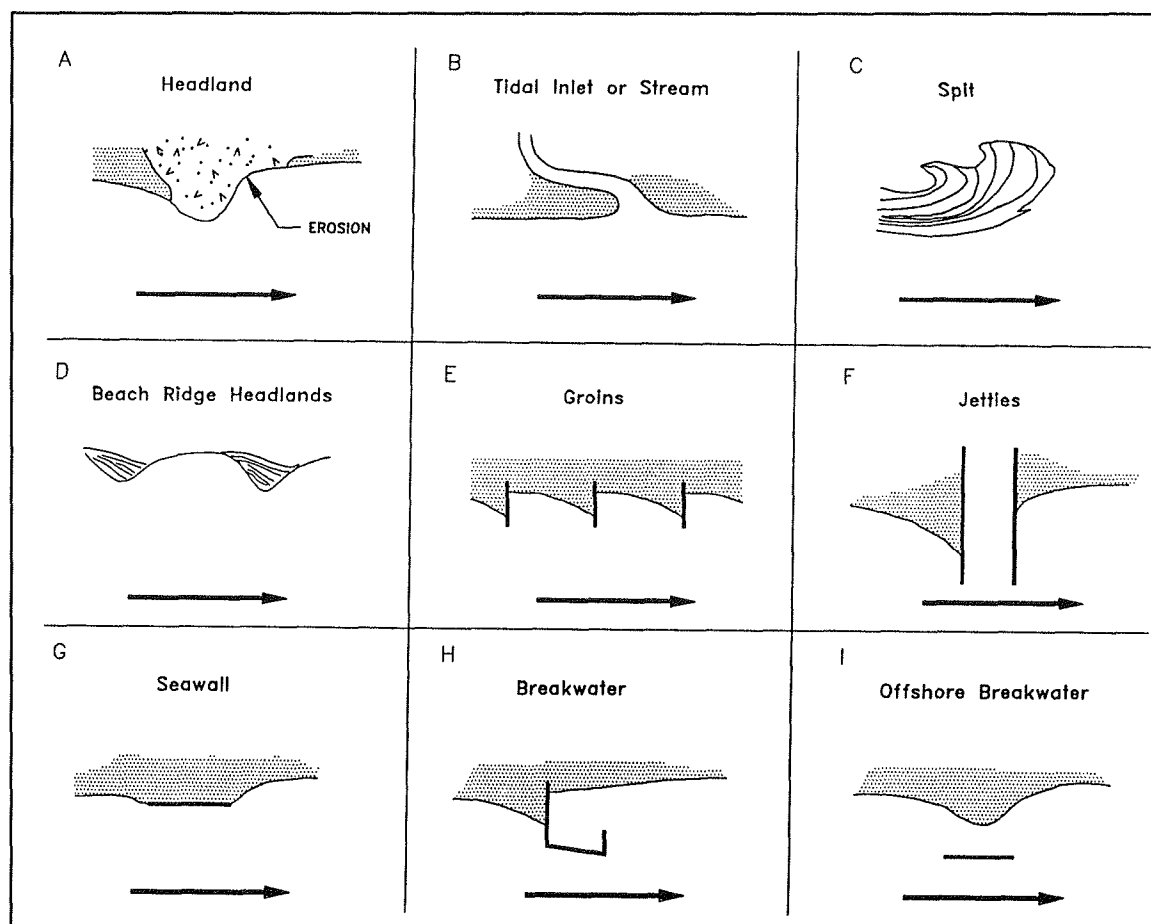 A
Headland
EROSION
B
Tidal Inlet or Stream
C
Spit
D
Beach Ridge Headlands
E
Groins
F
Jetties
G
Seawall
H
Breakwater
I
Offshore Breakwater